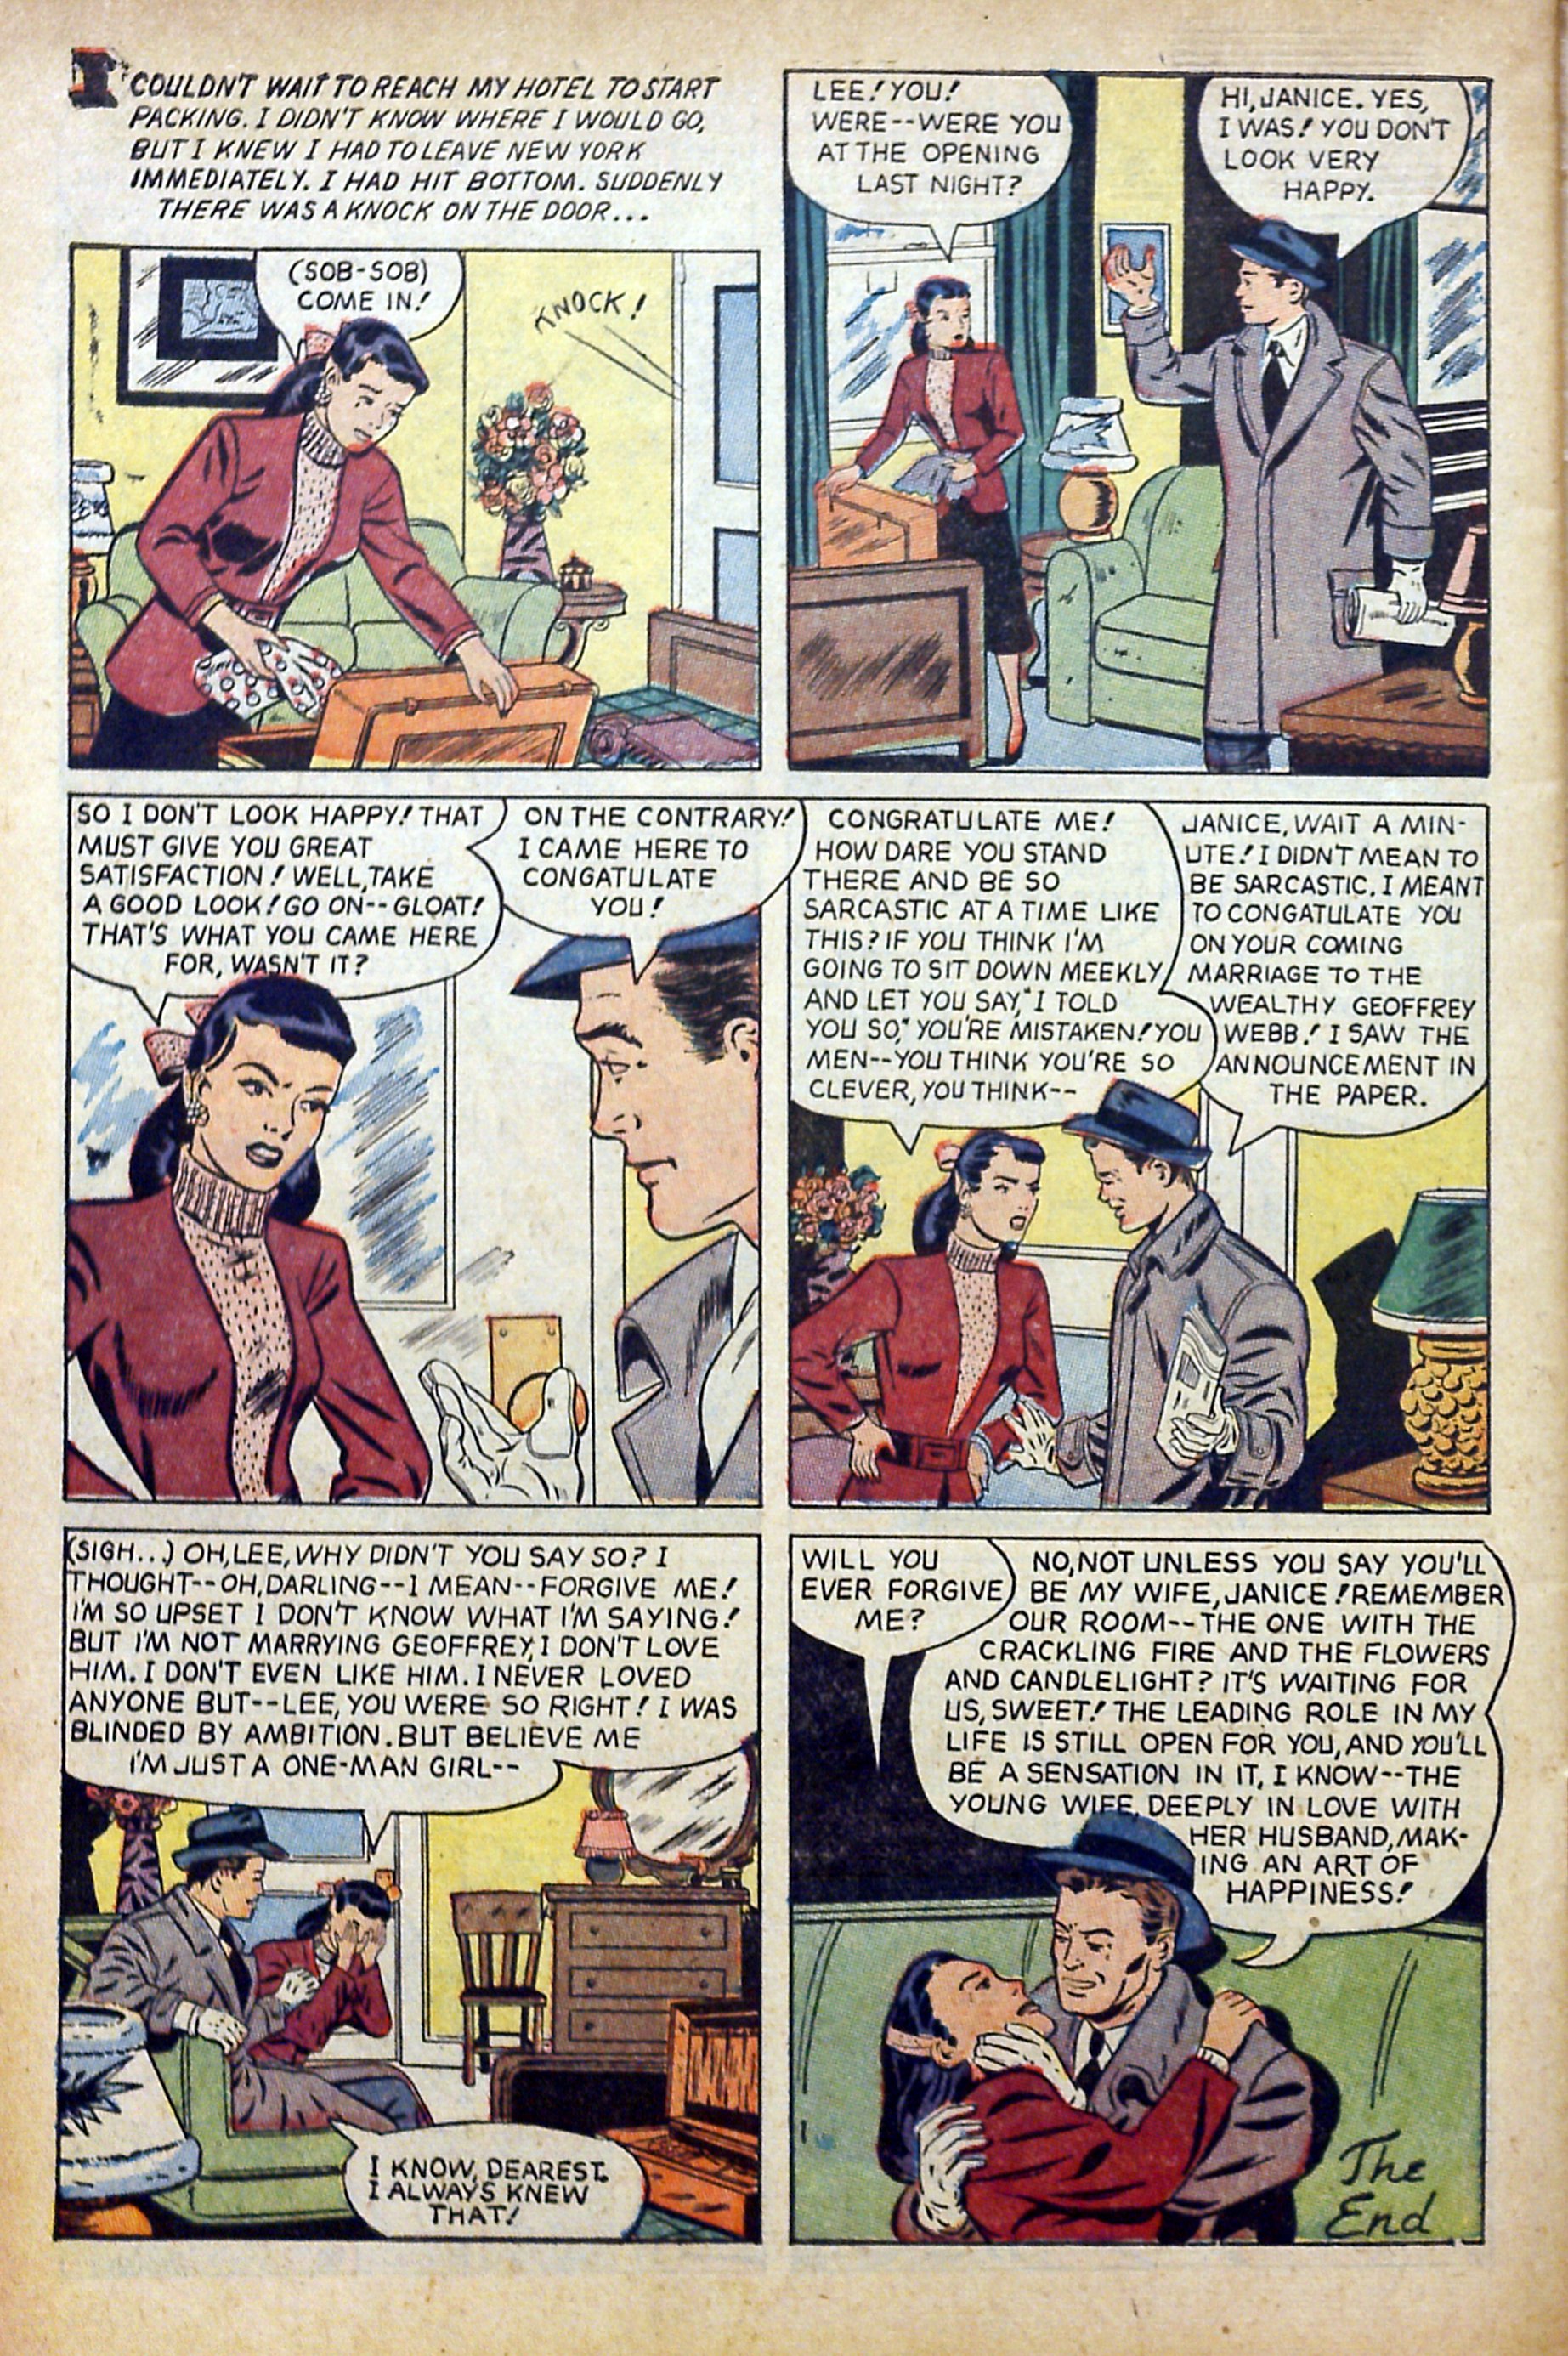 I COULDN'T WAIT TO REACH MY HOTEL TO START
PACKING. I DIDN'T KNOW WHERE I WOULD GO,
BUT I KNEW I HAD TO LEAVE NEW YORK
IMMEDIATELY. I HAD HIT BOTTOM. SUDDENLY
THERE WAS A KNOCK ON THE DOOR...
(SOB-SOB)
COME IN!
KNOCK!
LEE! YOU!
WERE--WERE YOU
AT THE OPENING
LAST NIGHT?
HI, JANICE. YES,
I WAS! YOU DON'T
LOOK VERY
HAPPY.
SO I DON'T LOOK HAPPY! THAT
MUST GIVE YOU GREAT
SATISFACTION! WELL, TAKE
A GOOD LOOK! GO ON--GLOAT!
THAT'S WHAT YOU CAME HERE
FOR, WASN'T IT?
ON THE CONTRARY!
I CAME HERE TO
CONGATULATE
YOU!
CONGRATULATE ME!
HOW DARE YOU STAND
THERE AND BE SO
SARCASTIC AT A TIME LIKE
THIS? IF YOU THINK I'M
GOING TO SIT DOWN MEEKLY
AND LET YOU SAY, "I TOLD
YOU SO," YOU'RE MISTAKEN! YOU
MEN--YOU THINK YOU'RE SO
CLEVER, YOU THINK--
JANICE, WAIT A MIN-
UTE! I DIDN'T MEAN TO
BE SARCASTIC. I MEANT
TO CONGATULATE YOU
ON YOUR COMING
MARRIAGE TO THE
WEALTHY GEOFFREY
WEBB! I SAW THE
ANNOUNCEMENT IN
THE PAPER.
(SIGH...) OH, LEE, WHY DIDN'T YOU SAY SO? I
THOUGHT--OH, DARLING--I MEAN--FORGIVE ME!
I'M SO UPSET I DON'T KNOW WHAT I'M SAYING!
BUT I'M NOT MARRYING GEOFFREY, I DON'T LOVE
HIM. I DON'T EVEN LIKE HIM. I NEVER LOVED
ANYONE BUT--LEE, YOU WERE SO RIGHT! I WAS
BLINDED BY AMBITION. BUT BELIEVE ME
I'M JUST A ONE-MAN GIRL--
I KNOW, DEAREST.
I ALWAYS KNEW
THAT!
WILL YOU
EVER FORGIVE
ME?
NO, NOT UNLESS YOU SAY YOU'LL
BE MY WIFE, JANICE! REMEMBER
OUR ROOM--THE ONE WITH THE
CRACKLING FIRE AND THE FLOWERS
AND CANDLELIGHT? IT'S WAITING FOR
US, SWEET! THE LEADING ROLE IN MY
LIFE IS STILL OPEN FOR YOU, AND YOU'LL
BE A SENSATION IN IT, I KNOW--THE
YOUNG WIFE, DEEPLY IN LOVE WITH
HER HUSBAND, MAK-
ING AN ART OF
HAPPINESS!
The
End